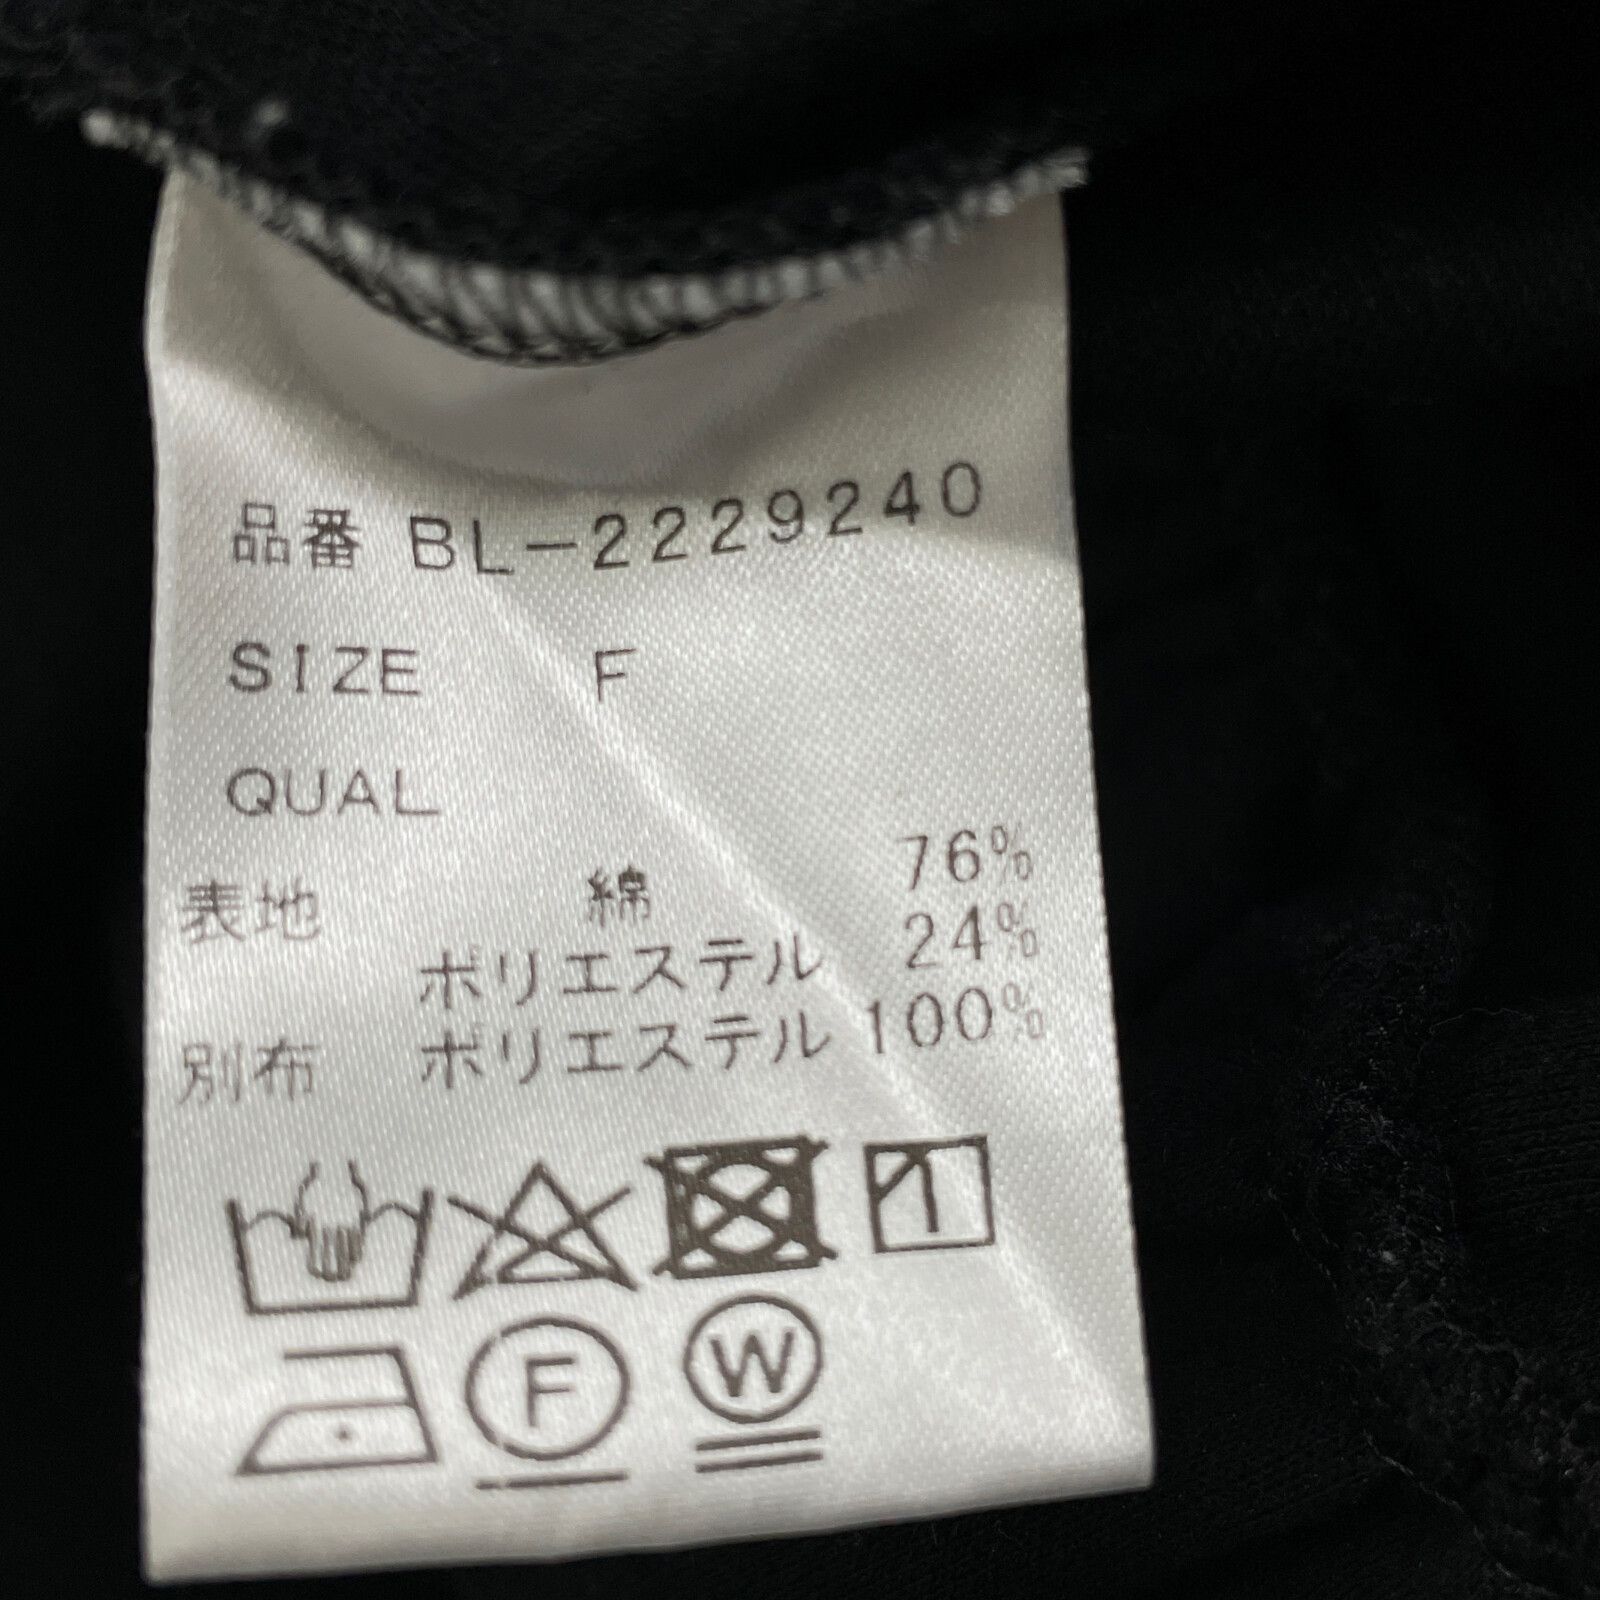 品番 BL-2229240
SIZE F
QUAL
表地 綿 76%
ポリエステル 24%
別布 ポリエステル 100%
F W